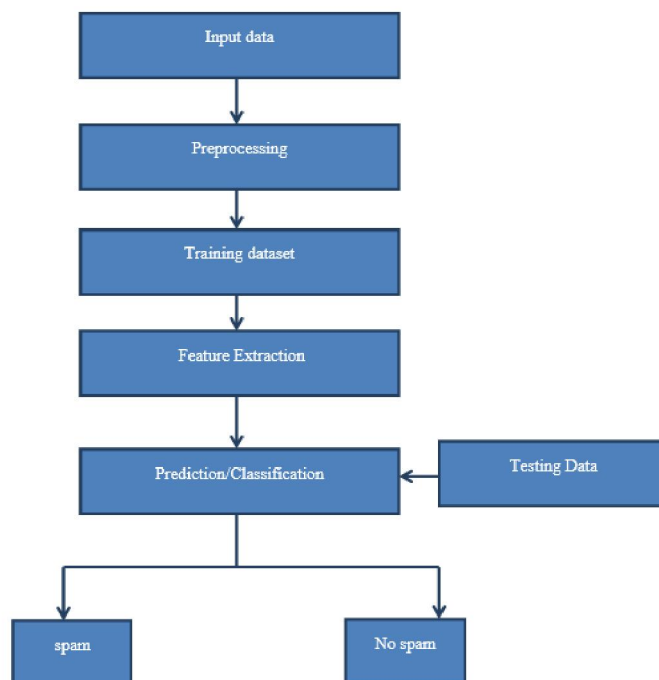 Input data
Preprocessing
Training dataset
Feature Extraction
Prediction/Classification
Testing Data
spam
No spam